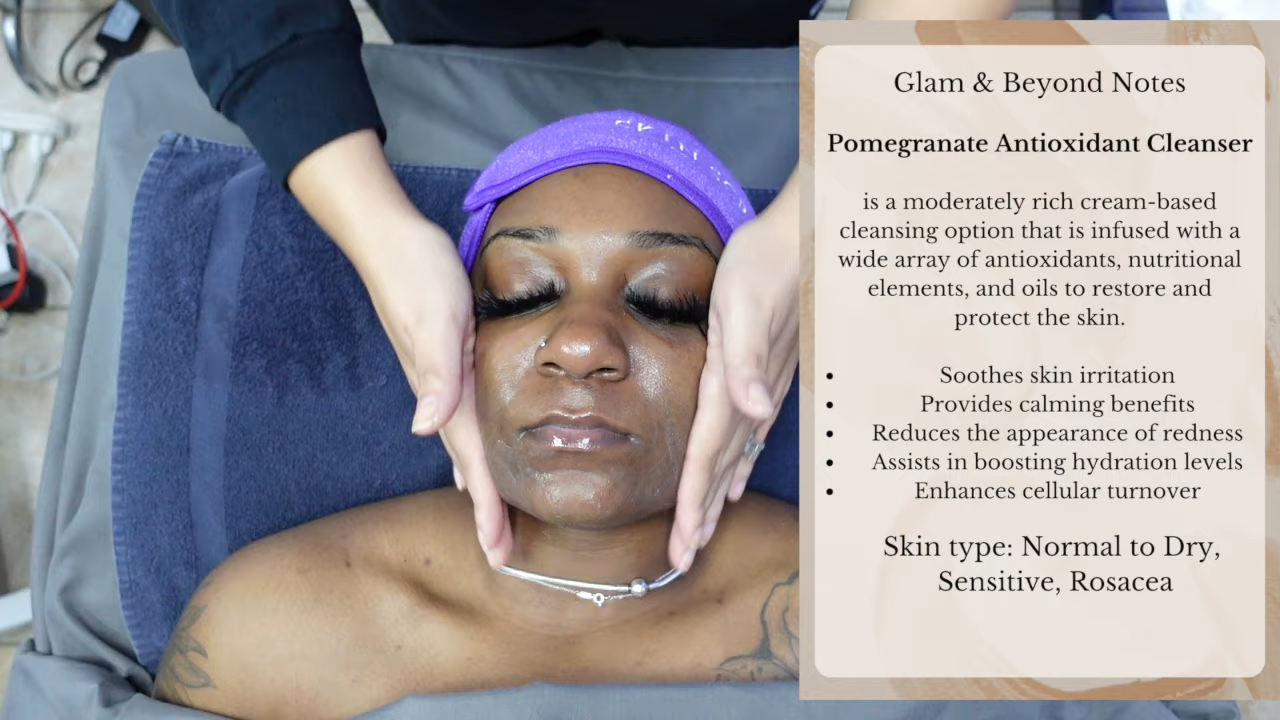 Glam & Beyond Notes
Pomegranate Antioxidant Cleanser
is a moderately rich cream-based
cleansing option that is infused with a
wide array of antioxidants, nutritional
elements, and oils to restore and
protect the skin.
• Soothes skin irritation
• Provides calming benefits
• Reduces the appearance of redness
• Assists in boosting hydration levels
• Enhances cellular turnover
Skin type: Normal to Dry,
Sensitive, Rosacea